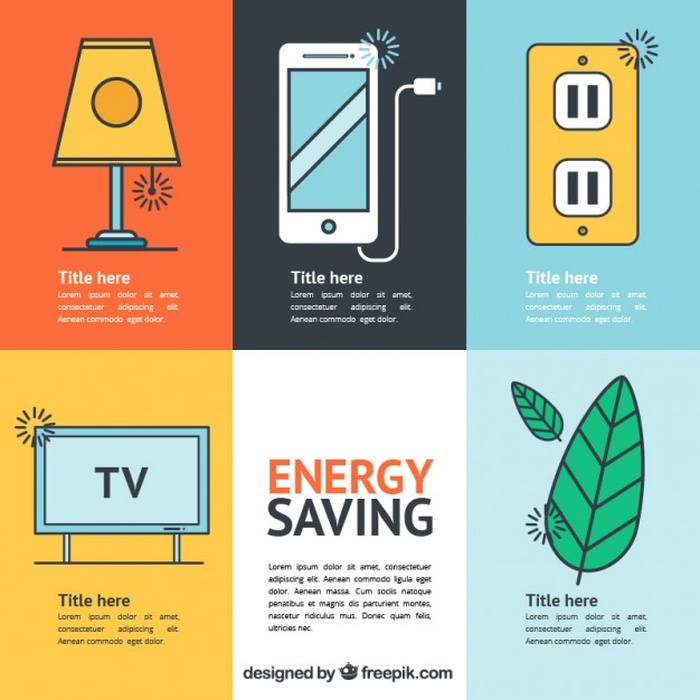 Title here
Lorem ipsum dolor sit amet,
consectetuer adipiscing elit.
Aenean commodo eget dolor.
Title here
Lorem ipsum dolor sit amet,
consectetuer adipiscing elit.
Aenean commodo eget dolor.
Title here
Lorem ipsum dolor sit amet,
consectetuer adipiscing elit.
Aenean commodo eget dolor.
TV
Title here
Lorem ipsum dolor sit amet,
consectetuer adipiscing elit.
Aenean commodo eget dolor.
ENERGY
SAVING
Lorem ipsum dolor sit amet, consectetuer
adipiscing elit. Aenean commodo ligula eget
dolor. Aenean massa. Cum sociis natoque
penatibus et magnis dis parturient montes,
nascetur ridiculus mus. Donec quam felis,
ultricies nec.
designed by freepik.com
Title here
Lorem ipsum dolor sit amet,
consectetuer adipiscing elit.
Aenean commodo eget dolor.